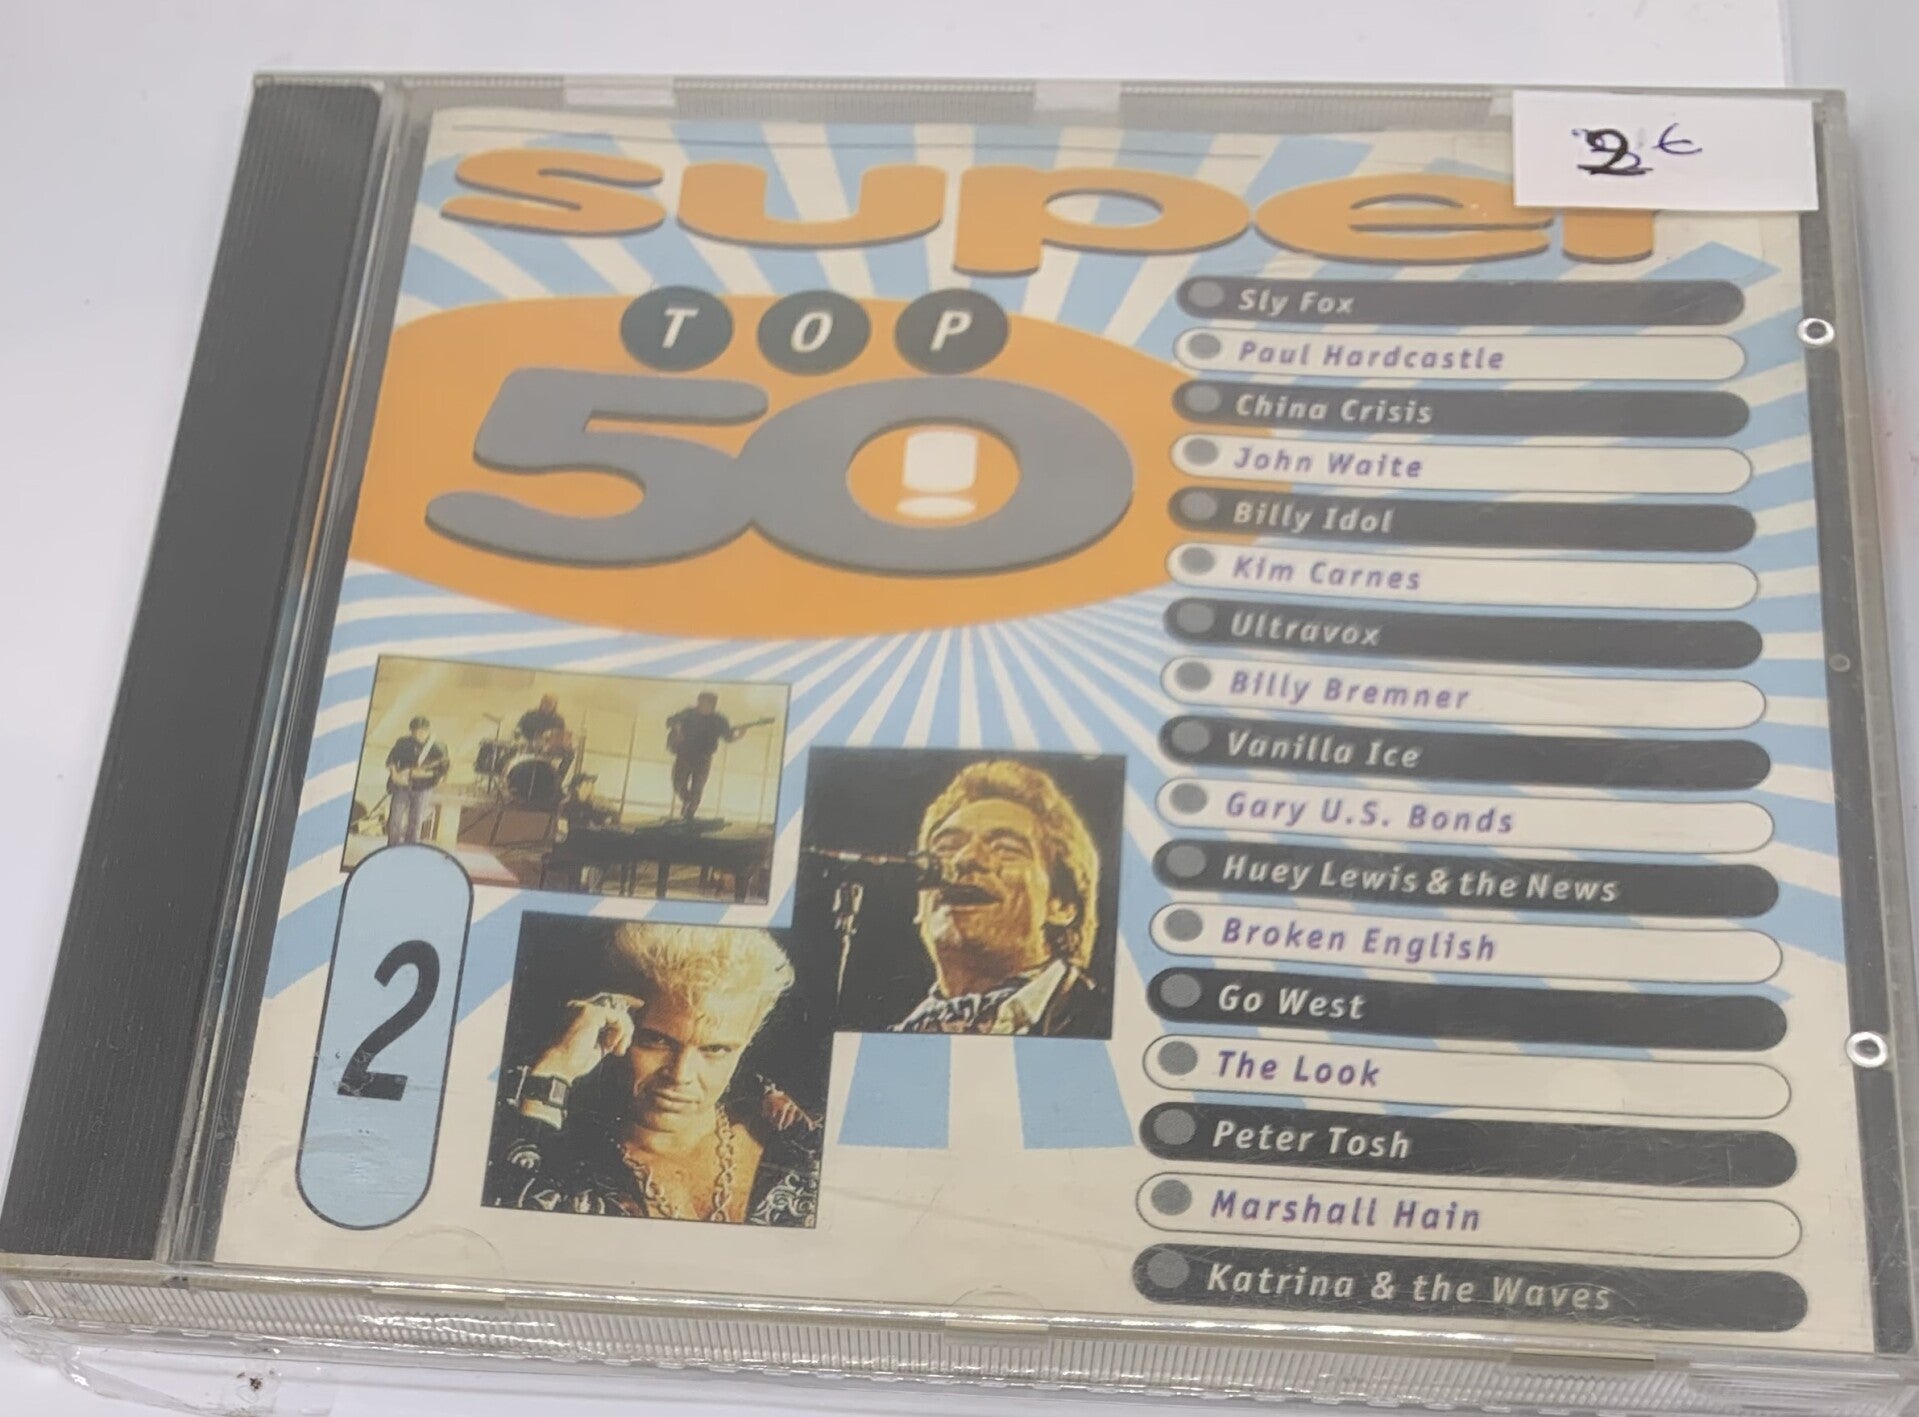 2 €
super
TOP
50!
Sly Fox
Paul Hardcastle
China Crisis
John Waite
Billy Idol
Kim Carnes
Ultravox
Billy Bremner
Vanilla Ice
Gary U.S. Bonds
Huey Lewis & the News
Broken English
Go West
The Look
Peter Tosh
Marshall Hain
Katrina & the Waves
2